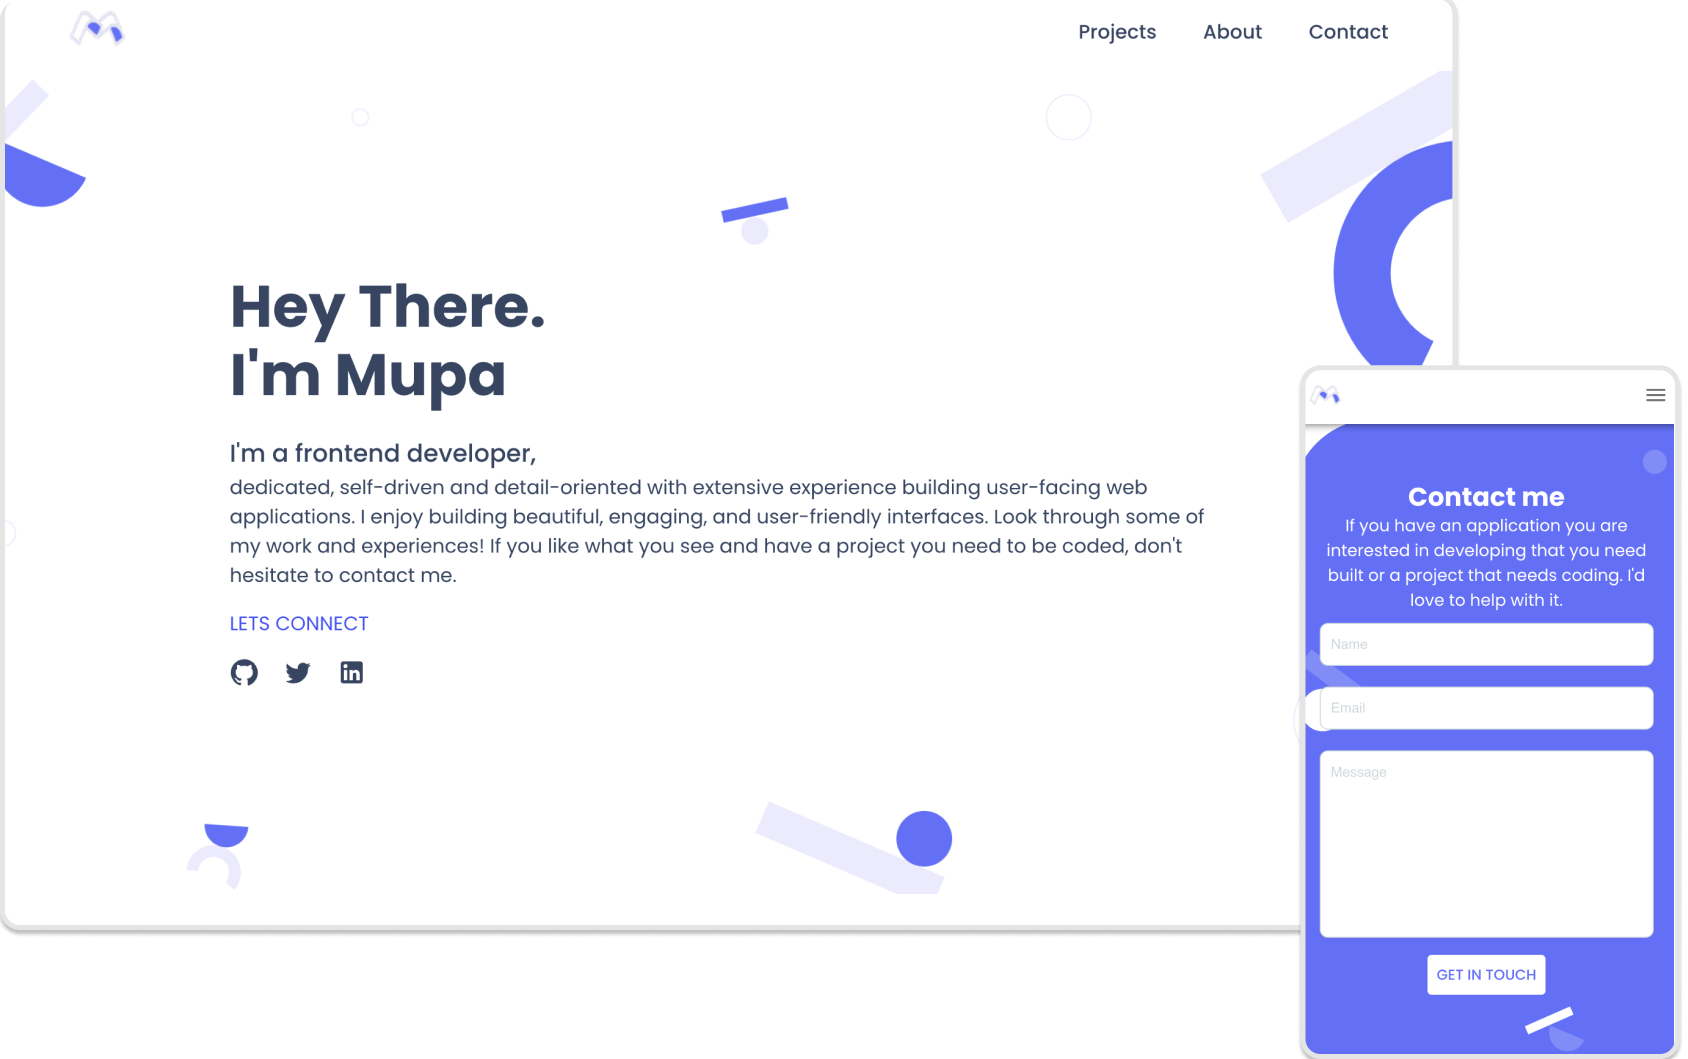 Projects About Contact
Hey There.
I'm Mupa
I'm a frontend developer,
dedicated, self-driven and detail-oriented with extensive experience building user-facing web
applications. I enjoy building beautiful, engaging, and user-friendly interfaces. Look through some of
my work and experiences! If you like what you see and have a project you need to be coded, don't
hesitate to contact me.
LETS CONNECT
Contact me
If you have an application you are
interested in developing that you need
built or a project that needs coding. I'd
love to help with it.
Name
Email
Message
GET IN TOUCH